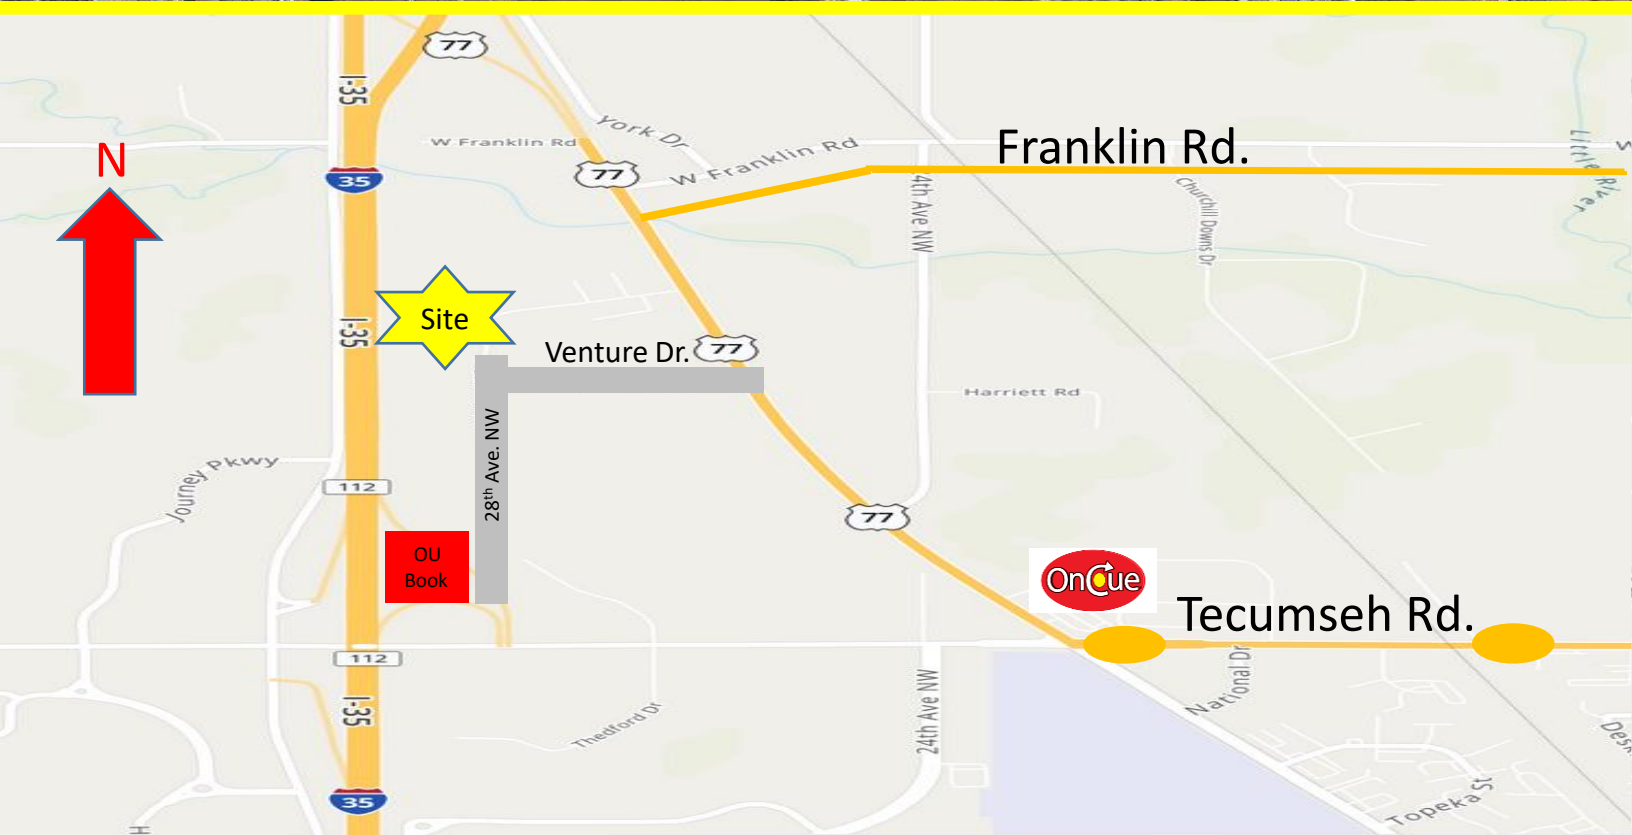 77
I-35
York Dr
Franklin Rd.
W Franklin Rd
W Franklin Rd
W
Little River
N
35
77
24th Ave NW
Churchill Downs Dr
Site
I-35
Venture Dr.
77
Harriett Rd
28th Ave. NW
Journey Pkwy
112
77
OU
Book
OnCue
Tecumseh Rd.
112
National Dr
24th Ave NW
I-35
Thedford Dr
Desk
35
Topeka St
H